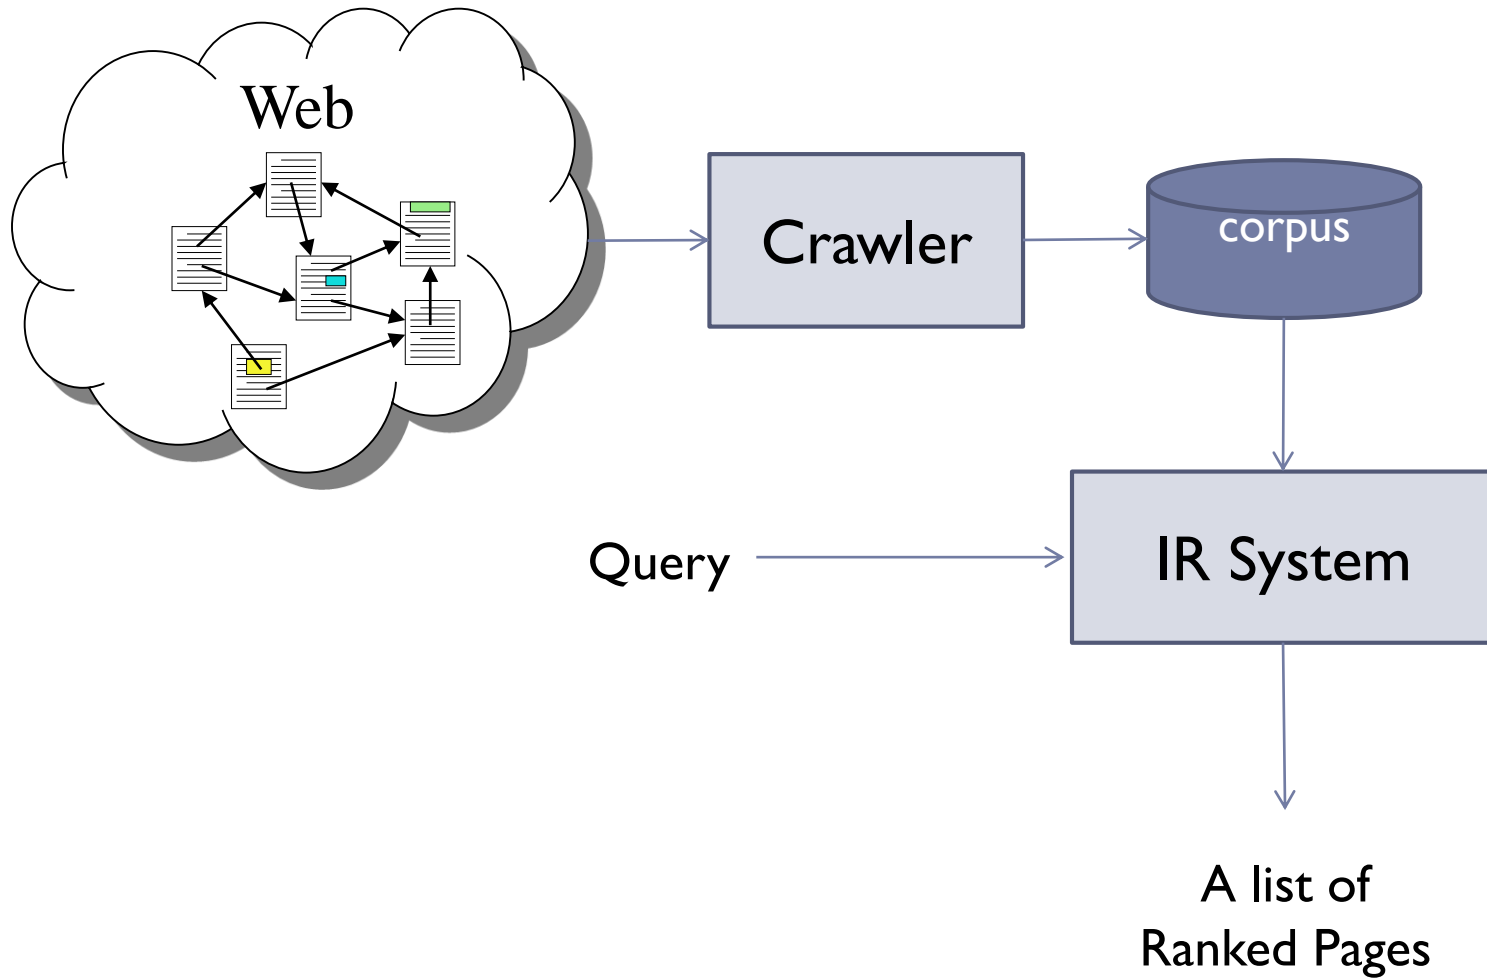 Web
Crawler
corpus
Query
IR System
A list of
Ranked Pages